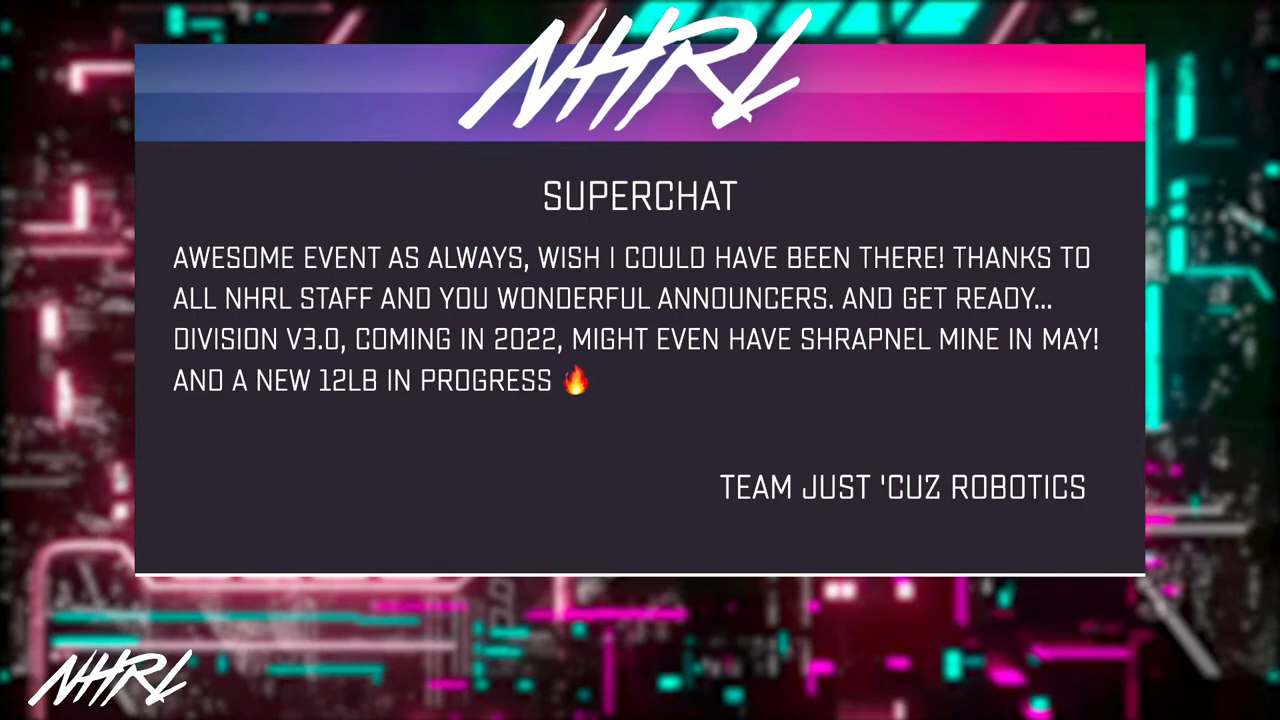 NHRL
SUPERCHAT
AWESOME EVENT AS ALWAYS, WISH I COULD HAVE BEEN THERE! THANKS TO
ALL NHRL STAFF AND YOU WONDERFUL ANNOUNCERS. AND GET READY...
DIVISION V3.0, COMING IN 2022, MIGHT EVEN HAVE SHRAPNEL MINE IN MAY!
AND A NEW 12LB IN PROGRESS 🔥
TEAM JUST 'CUZ ROBOTICS
NHRL